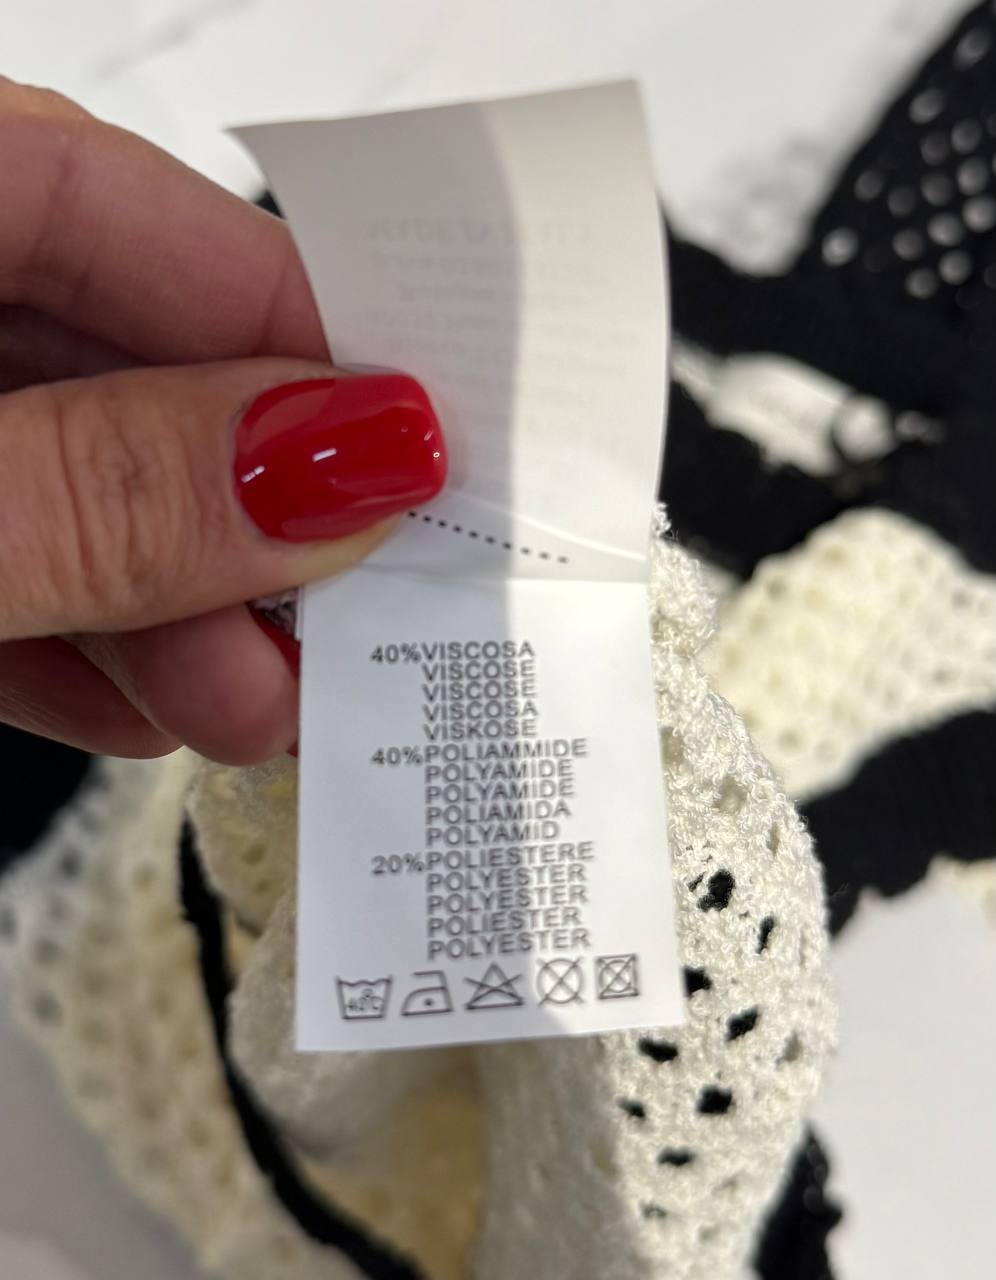 40%VISCOSA
VISCOSE
VISCOSE
VISCOSA
VISKOSE
40%POLIAMMIDE
POLYAMIDE
POLYAMIDE
POLIAMIDA
POLYAMID
20%POLIESTERE
POLYESTER
POLYESTER
POLIESTER
POLYESTER